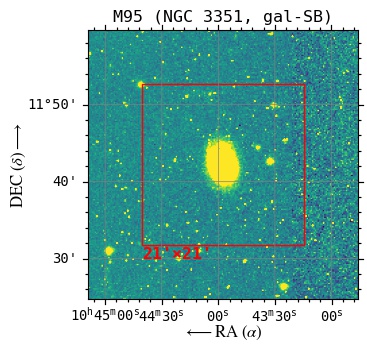 M95 (NGC 3351, gal-SB)
DEC (δ) ⟶
11°50'
40'
30'
21'×21'
10ʰ45ᵐ00ˢ 44ᵐ30ˢ 00ˢ 43ᵐ30ˢ 00ˢ
⟵ RA (α)